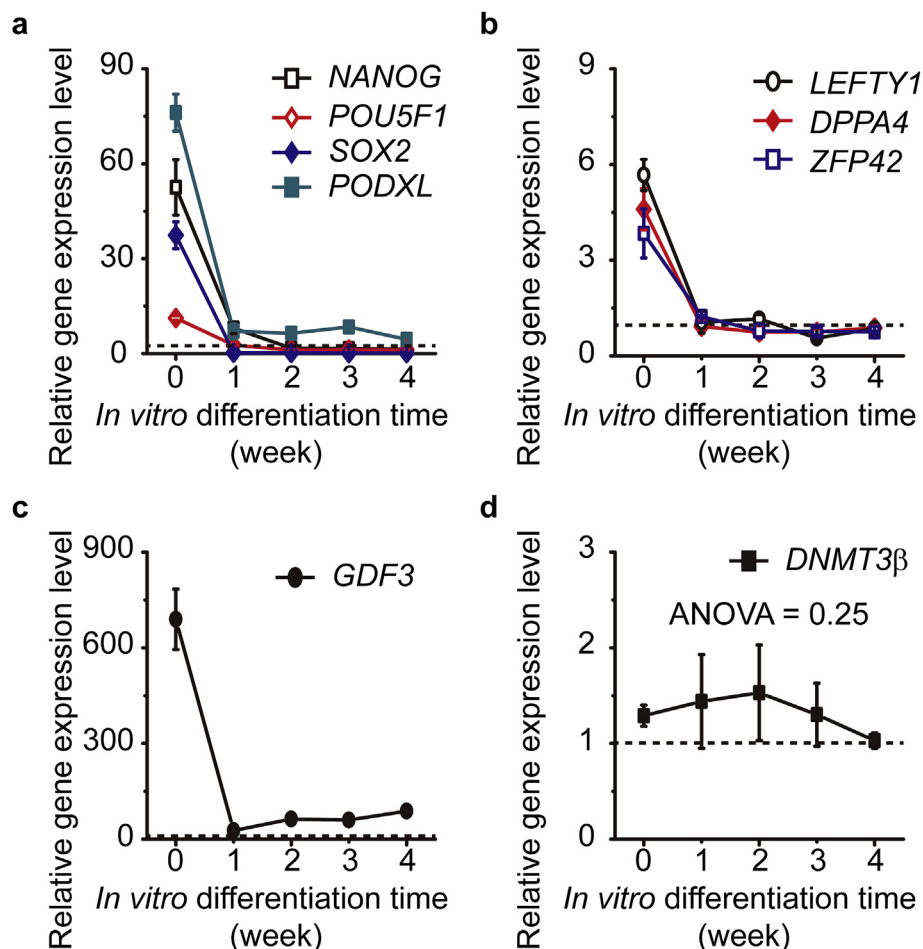 a
Relative gene expression level
90
60
30
0
NANOG
POU5F1
SOX2
PODXL
0 1 2 3 4
In vitro differentiation time
(week)
b
Relative gene expression level
9
6
3
0
LEFTY1
DPPA4
ZFP42
0 1 2 3 4
In vitro differentiation time
(week)
c
Relative gene expression level
900
600
300
0
GDF3
0 1 2 3 4
In vitro differentiation time
(week)
d
Relative gene expression level
3
2
1
0
DNMT3β
ANOVA = 0.25
0 1 2 3 4
In vitro differentiation time
(week)